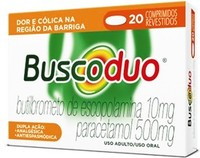 DOR E CÓLICA NA
REGIÃO DA BARRIGA
20 COMPRIMIDOS
REVESTIDOS
Buscoduo®
butilbrometo de escopolamina 10mg
paracetamol 500mg
DUPLA AÇÃO:
•ANALGÉSICA
•ANTIESPASMÓDICA
USO ADULTO/USO ORAL